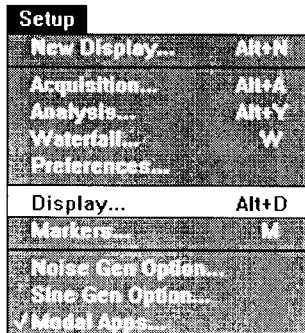 Setup
New Display... Alt+N
Acquisition... Alt+A
Analysis... Alt+Y
Waterfall... W
Preferences...
Display... Alt+D
Markers... M
Noise Gen Option...
Sine Gen Option...
√Modal Apps...